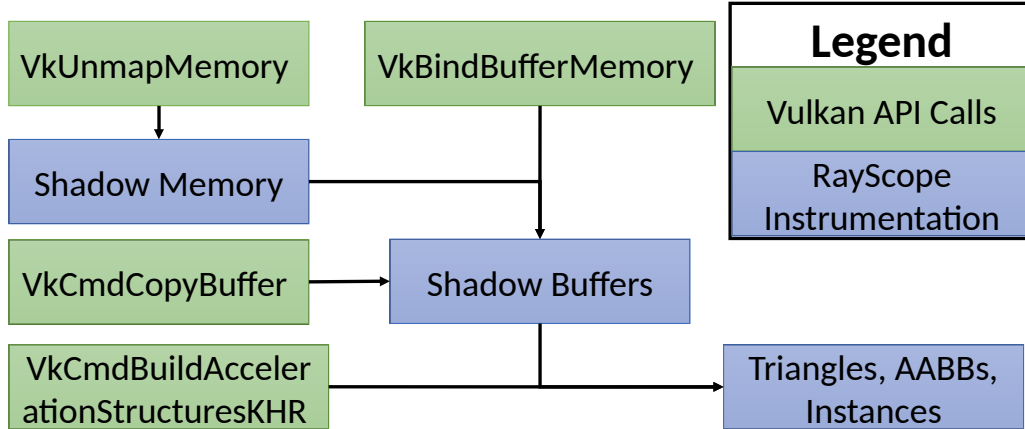 VkUnmapMemory
VkBindBufferMemory
Legend
Vulkan API Calls
RayScope
Instrumentation
Shadow Memory
VkCmdCopyBuffer
Shadow Buffers
VkCmdBuildAcceler
ationStructuresKHR
Triangles, AABBs,
Instances